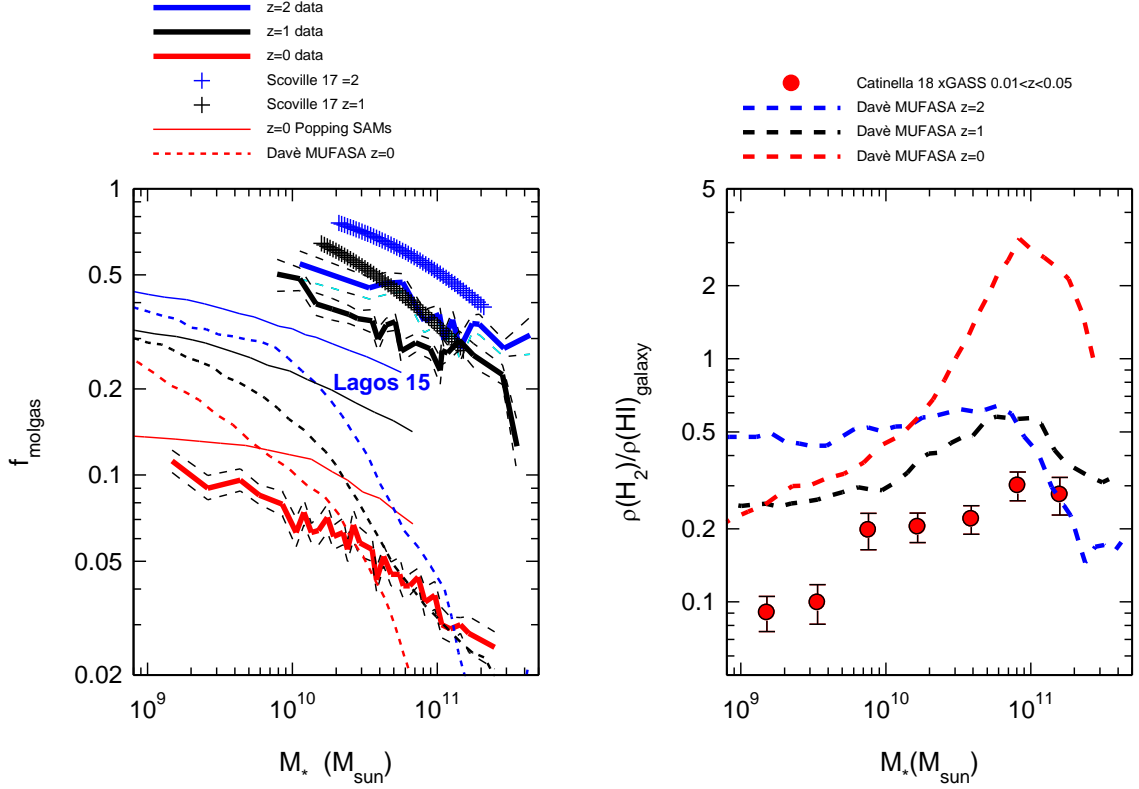 z=2 data
z=1 data
z=0 data
Scoville 17 =2
Scoville 17 z=1
z=0 Popping SAMs
Davè MUFASA z=0
1
0.5
0.2
0.1
0.05
0.02
f_molgas
Lagos 15
10^9
10^10
10^11
M_* (M_sun)
Catinella 18 xGASS 0.01<z<0.05
Davè MUFASA z=2
Davè MUFASA z=1
Davè MUFASA z=0
5
2
1
0.5
0.2
0.1
ρ(H_2)/ρ(HI)_galaxy
10^9
10^10
10^11
M_*(M_sun)